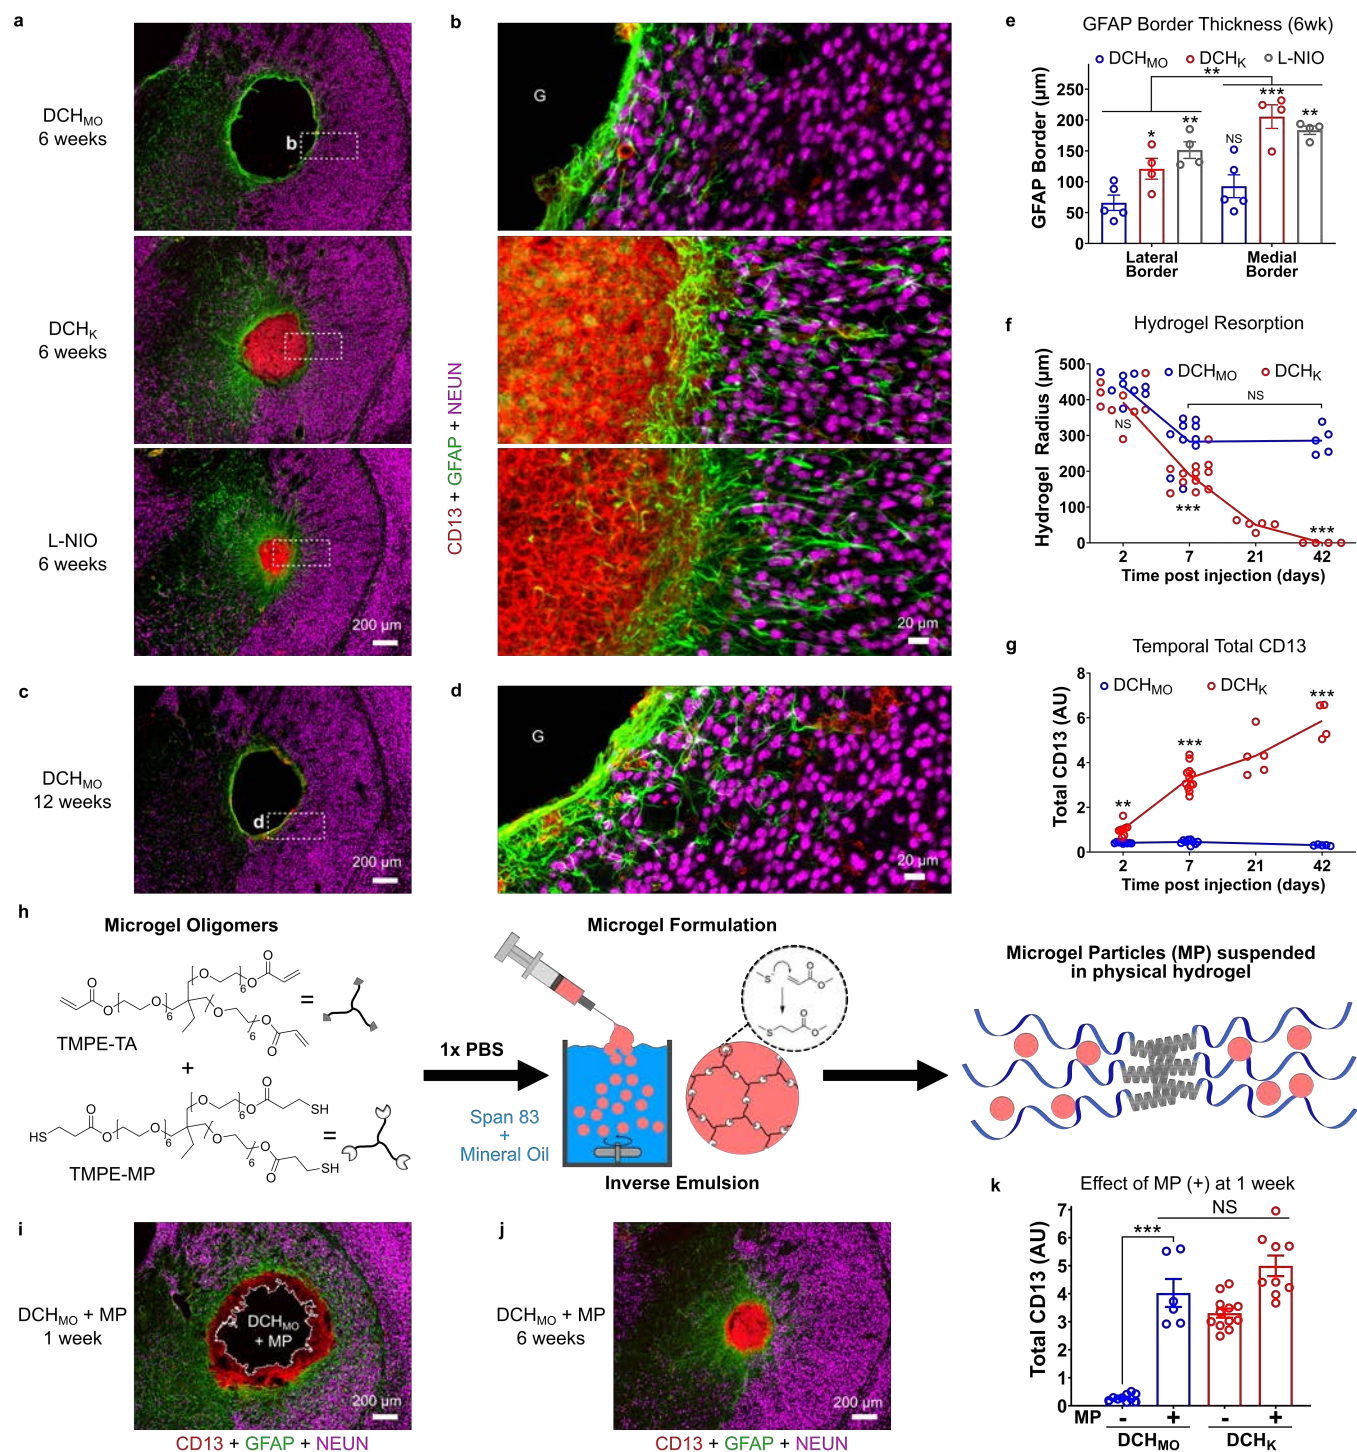 a
DCHMO
6 weeks
b
DCHK
6 weeks
L-NIO
6 weeks
200 µm
b
G
CD13 + GFAP + NEUN
20 µm
c
DCHMO
12 weeks
d
200 µm
d
G
20 µm
e
GFAP Border Thickness (6wk)
DCHMO DCHK L-NIO
**
* ** NS *** **
GFAP Border (µm)
250
200
150
100
50
0
Lateral Border
Medial Border
f
Hydrogel Resorption
DCHMO DCHK
NS
NS
***
***
Hydrogel Radius (µm)
500
400
300
200
100
0
2 7 21 42
Time post injection (days)
g
Temporal Total CD13
DCHMO DCHK
**
***
***
Total CD13 (AU)
8
6
4
2
0
2 7 21 42
Time post injection (days)
h
Microgel Oligomers
O
O
O
6
O
O
O
6
O
O
6
O
O
=
TMPE-TA
+
O
O
6
O
SH
HS
O
O
6
O
O
6
O
O
SH
=
TMPE-MP
1x PBS
Span 83
+
Mineral Oil
Microgel Formulation
S
O
O
S
O
O
Inverse Emulsion
Microgel Particles (MP) suspended
in physical hydrogel
i
DCHMO + MP
1 week
DCHMO
+ MP
200 µm
CD13 + GFAP + NEUN
j
DCHMO + MP
6 weeks
200 µm
CD13 + GFAP + NEUN
k
Effect of MP (+) at 1 week
NS
***
Total CD13 (AU)
7
6
5
4
3
2
1
0
MP - + - +
DCHMO DCHK